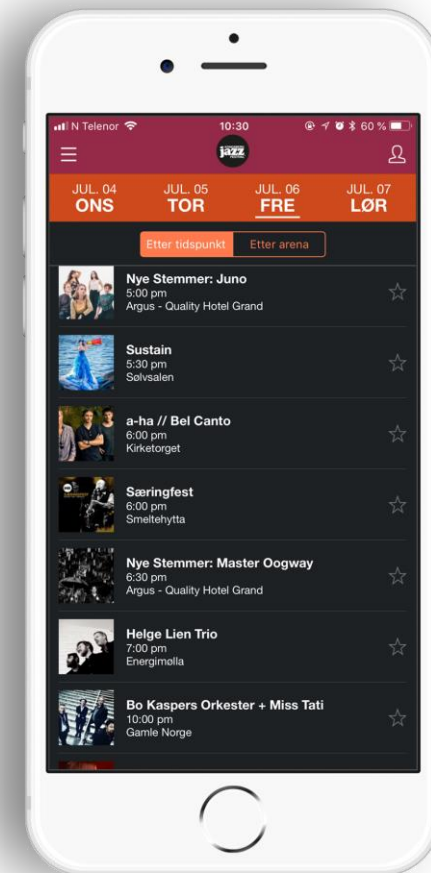 N Telenor
10:30
60 %
jazz
JUL. 04
ONS
JUL. 05
TOR
JUL. 06
FRE
JUL. 07
LØR
Etter tidspunkt
Etter arena
Nye Stemmer: Juno
5:00 pm
Argus - Quality Hotel Grand
Sustain
5:30 pm
Sølvsalen
a-ha // Bel Canto
6:00 pm
Kirketorget
Særingfest
6:00 pm
Smeltehytta
Nye Stemmer: Master Oogway
6:30 pm
Argus - Quality Hotel Grand
Helge Lien Trio
7:00 pm
Energimølla
Bo Kaspers Orkester + Miss Tati
10:00 pm
Gamle Norge